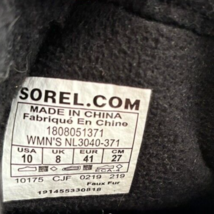 SOREL.COM
MADE IN CHINA
Fabriqué En Chine
1808051371
WMN'S NL3040-371
USA UK EUR CM
10 8 41 27
10175 CJF 0219 219
Faux Fur
191455330818